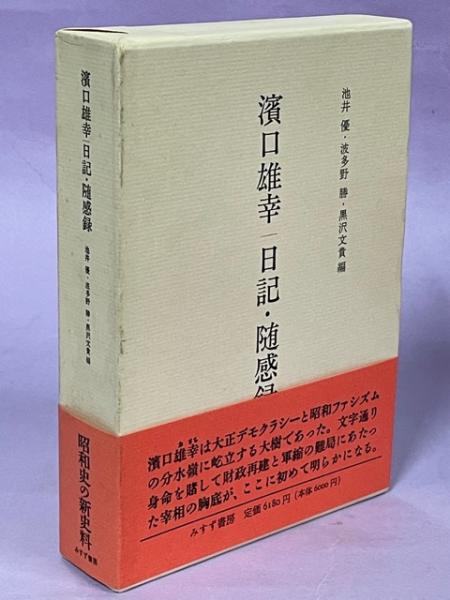 池井 優・波多野 勝・黒沢文貴 編
濱口雄幸 日記・随感録
おさち
濱口雄幸は大正デモクラシーと昭和ファシズム
の分水嶺に屹立する大樹であった。文字通り
身命を賭して財政再建と軍縮の難局にあたっ
た宰相の胸底が、ここに初めて明らかになる。
みすず書房 定価6180円(本体6000円)
濱口雄幸 日記・随感録
池井 優・波多野 勝・黒沢文貴 編
昭和史の新史料
みすず書房